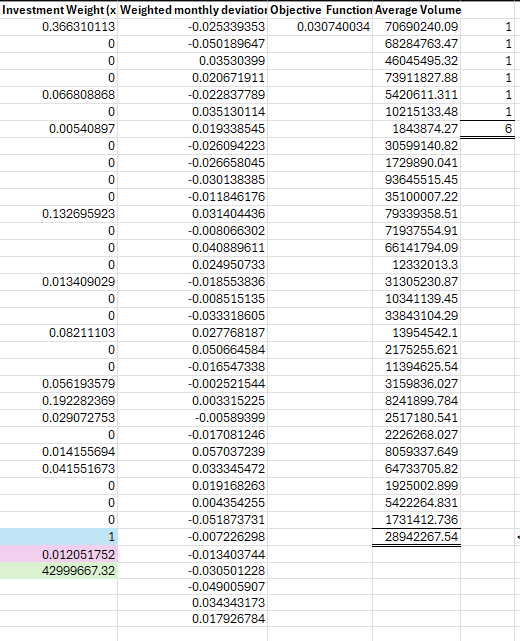 Investment Weight (x Weighted monthly deviation Objective Function Average Volume
0.366310113 -0.025339353 0.030740034 70690240.09 1
0 -0.050189647 68284763.47 1
0 0.03530399 46045495.32 1
0 0.020671911 73911827.88 1
0.066808868 -0.022837789 5420611.311 1
0 0.035130114 10215133.48 1
0.00540897 0.019338545 1843874.27 6
0 -0.026094223 30599140.82
0 -0.026658045 1729890.041
0 -0.030138385 93645515.45
0 -0.011846176 35100007.22
0.132695923 0.031404436 79339358.51
0 -0.008066302 71937554.91
0 0.040889611 66141794.09
0 0.024950733 12332013.3
0.013409029 -0.018553836 31305230.87
0 -0.008515135 10341139.45
0 -0.033318605 33843104.29
0.08211103 0.027768187 13954542.1
0 0.050664584 2175255.621
0 -0.016547338 11394625.54
0.056193579 -0.002521544 3159836.027
0.192282369 0.003315225 8241899.784
0.029072753 -0.00589399 2517180.541
0 -0.017081246 2226268.027
0.014155694 0.057037239 8059337.649
0.041551673 0.033345472 64733705.82
0 0.019168263 1925002.899
0 0.004354255 5422264.831
0 -0.051873731 1731412.736
1 -0.007226298 28942267.54
0.012051752 -0.013403744
42999667.32 -0.030501228
-0.049005907
0.034343173
0.017926784